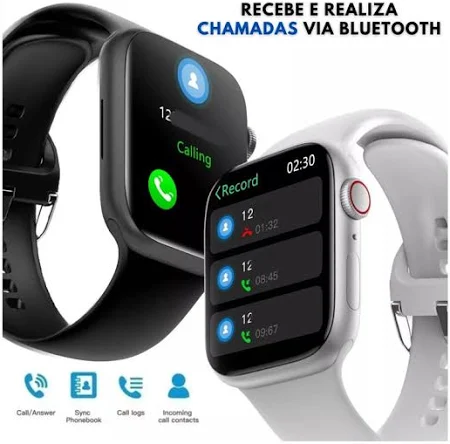 RECEBE E REALIZA
CHAMADAS VIA BLUETOOTH
12
Calling
02:30
Record
12
01:32
12
08:45
12
09:67
Call/Answer
Sync
Phonebook
Call logs
Incoming
call contacts